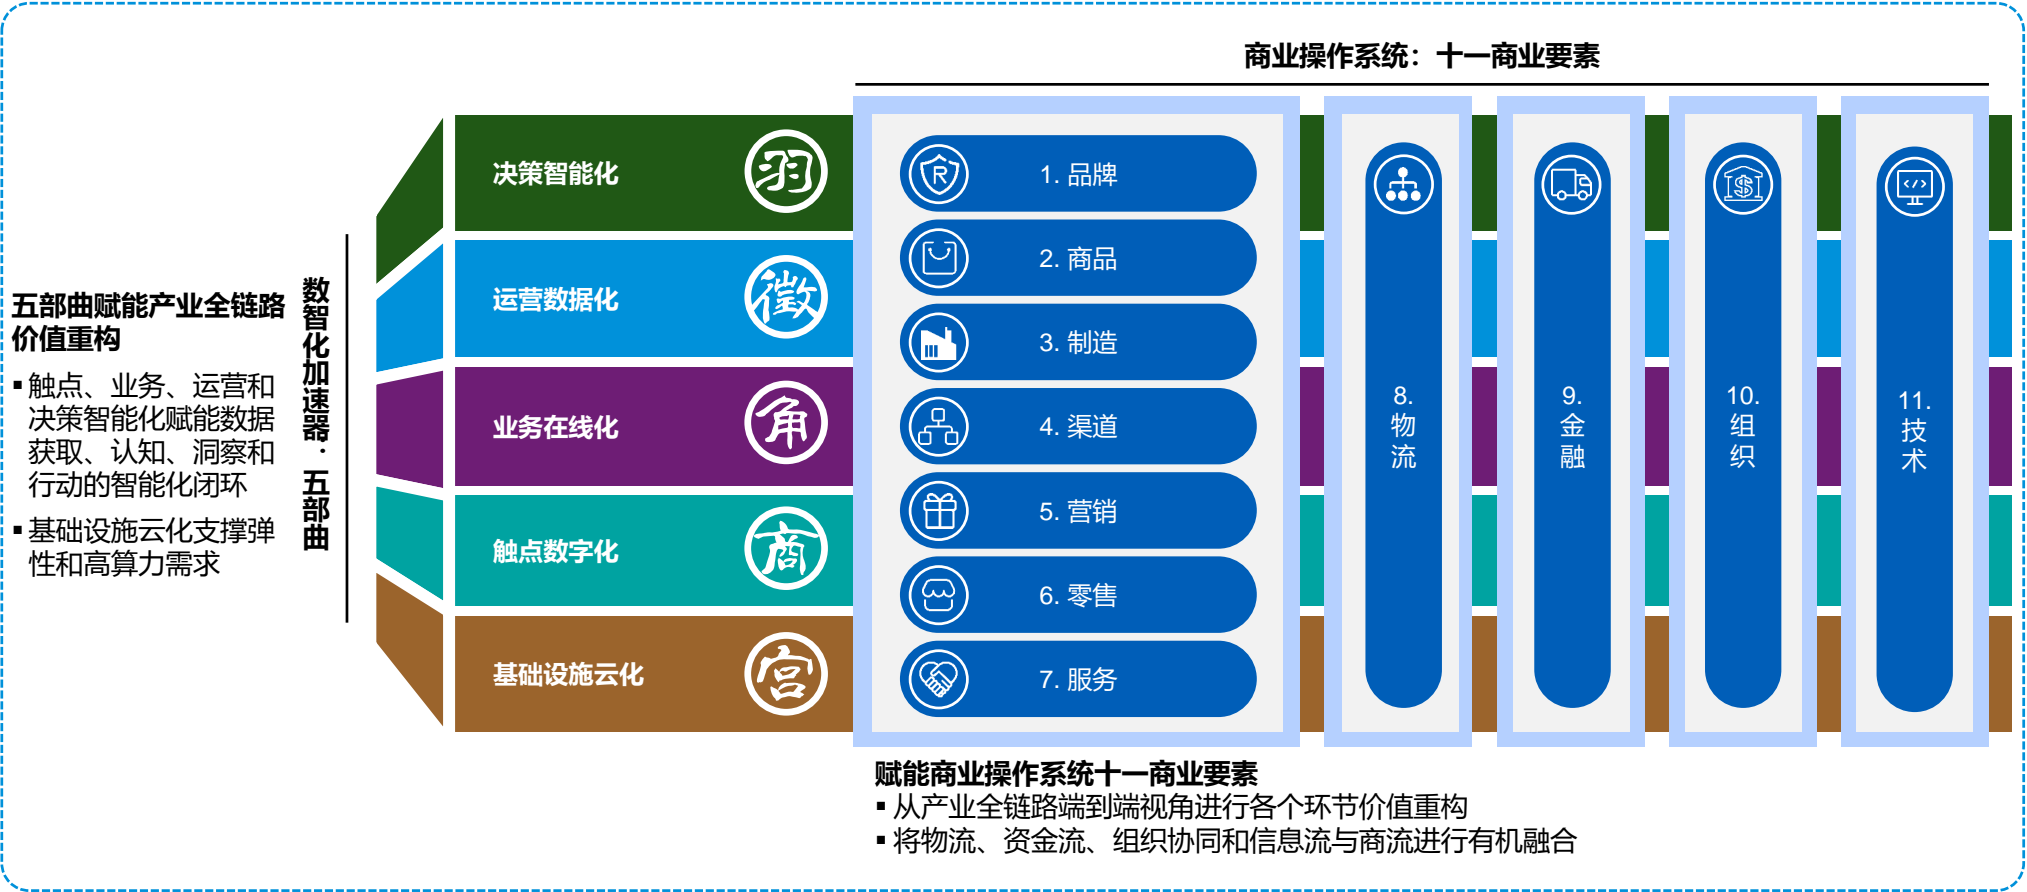 商业操作系统：十一商业要素
五部曲赋能产业全链路
价值重构
▪触点、业务、运营和
决策智能化赋能数据
获取、认知、洞察和
行动的智能化闭环
▪基础设施云化支撑弹
性和高算力需求
数智化加速器：五部曲
决策智能化
羽
运营数据化
徵
业务在线化
角
触点数字化
商
基础设施云化
宫
R
1. 品牌
2. 商品
3. 制造
4. 渠道
5. 营销
6. 零售
7. 服务
8.
物
流
9.
金
融
$
10.
组
织
</>
11.
技
术
赋能商业操作系统十一商业要素
▪从产业全链路端到端视角进行各个环节价值重构
▪将物流、资金流、组织协同和信息流与商流进行有机融合